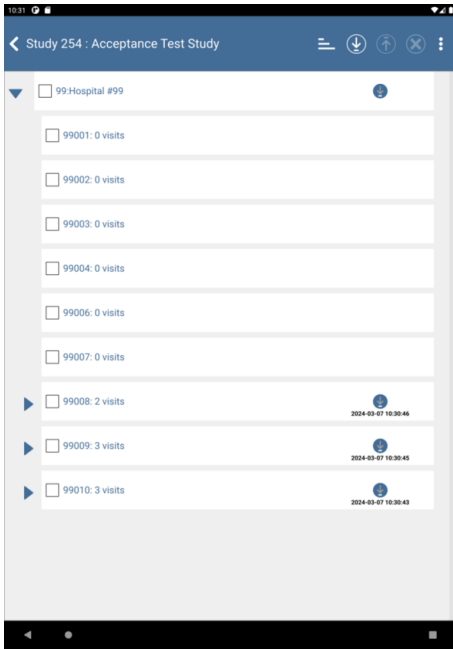 10:31
Study 254 : Acceptance Test Study
99:Hospital #99
99001: 0 visits
99002: 0 visits
99003: 0 visits
99004: 0 visits
99006: 0 visits
99007: 0 visits
99008: 2 visits
2024-03-07 10:30:46
99009: 3 visits
2024-03-07 10:30:45
99010: 3 visits
2024-03-07 10:30:43